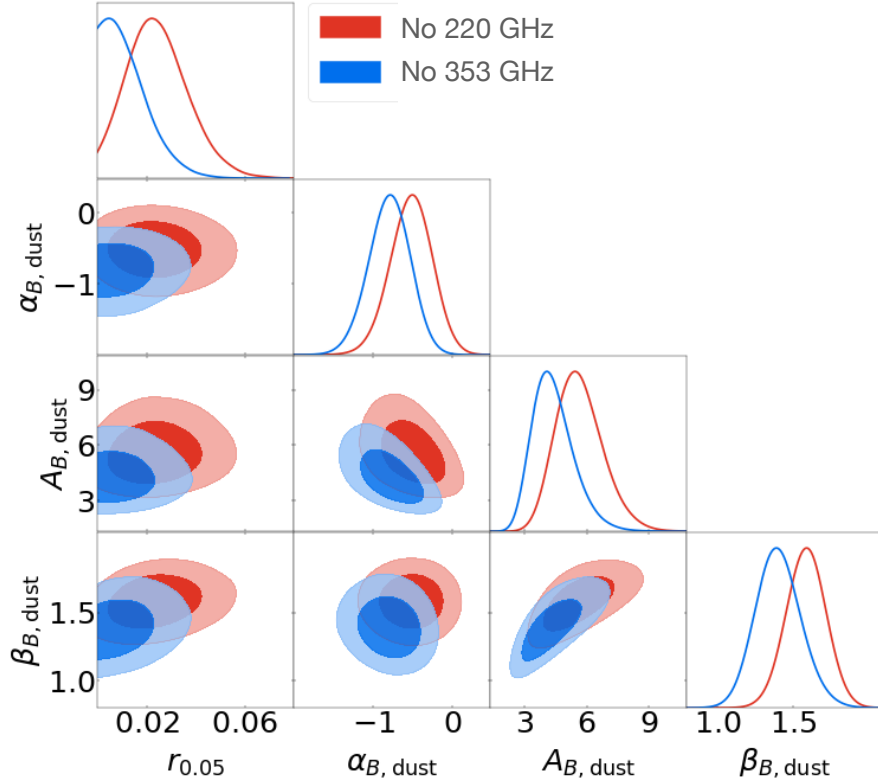 No 220 GHz
No 353 GHz
0
−1
α_{B, dust}
9
6
3
A_{B, dust}
1.5
1.0
β_{B, dust}
0.02 0.06
−1 0
3 6 9
1.0 1.5
r_{0.05}
α_{B, dust}
A_{B, dust}
β_{B, dust}